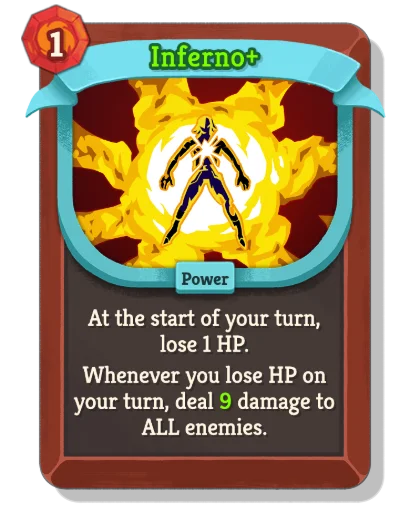 1
Inferno+
Power
At the start of your turn,
lose 1 HP.
Whenever you lose HP on
your turn, deal 9 damage to
ALL enemies.